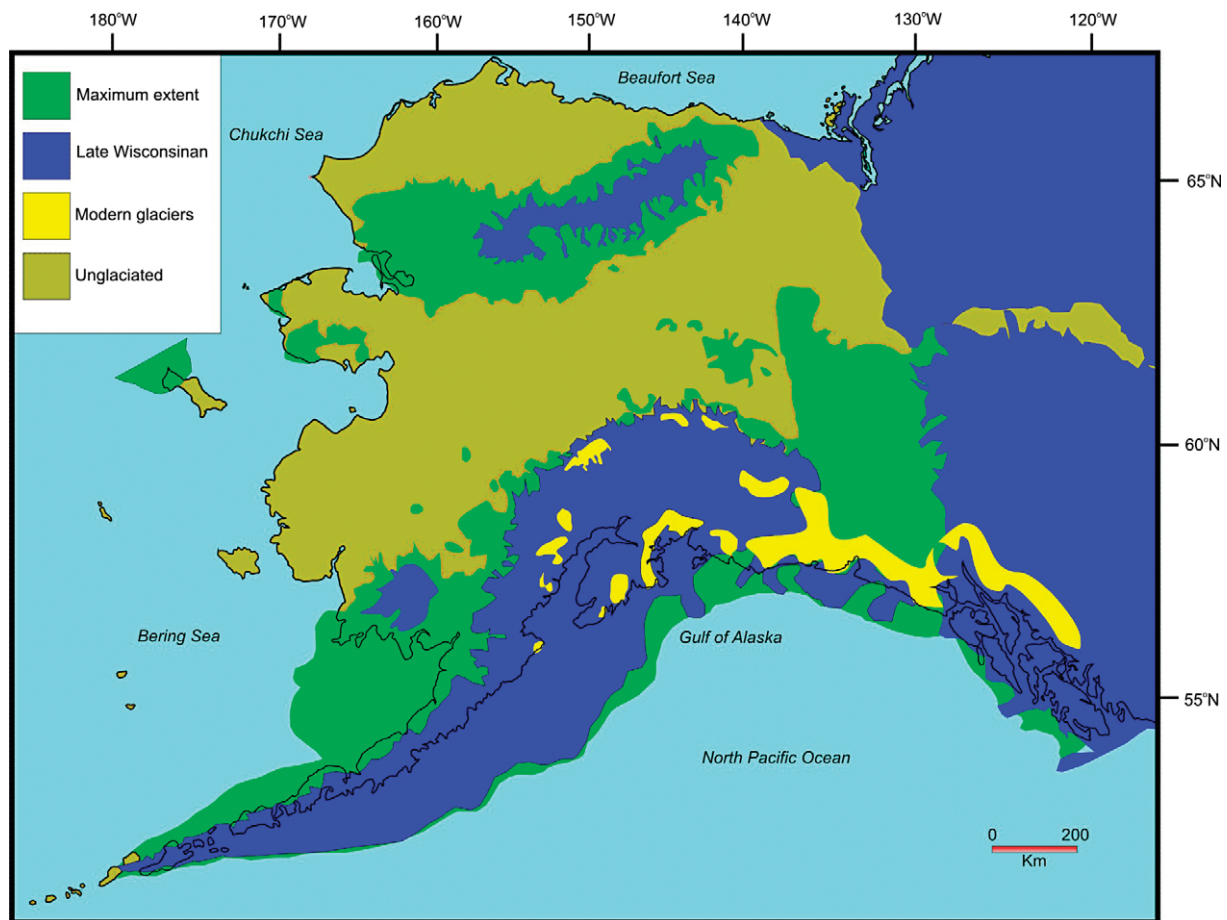 180°W 170°W 160°W 150°W 140°W 130°W 120°W
Maximum extent
Late Wisconsinan
Modern glaciers
Unglaciated
Beaufort Sea
Chukchi Sea
65°N
60°N
Bering Sea
Gulf of Alaska
55°N
North Pacific Ocean
0 200
Km